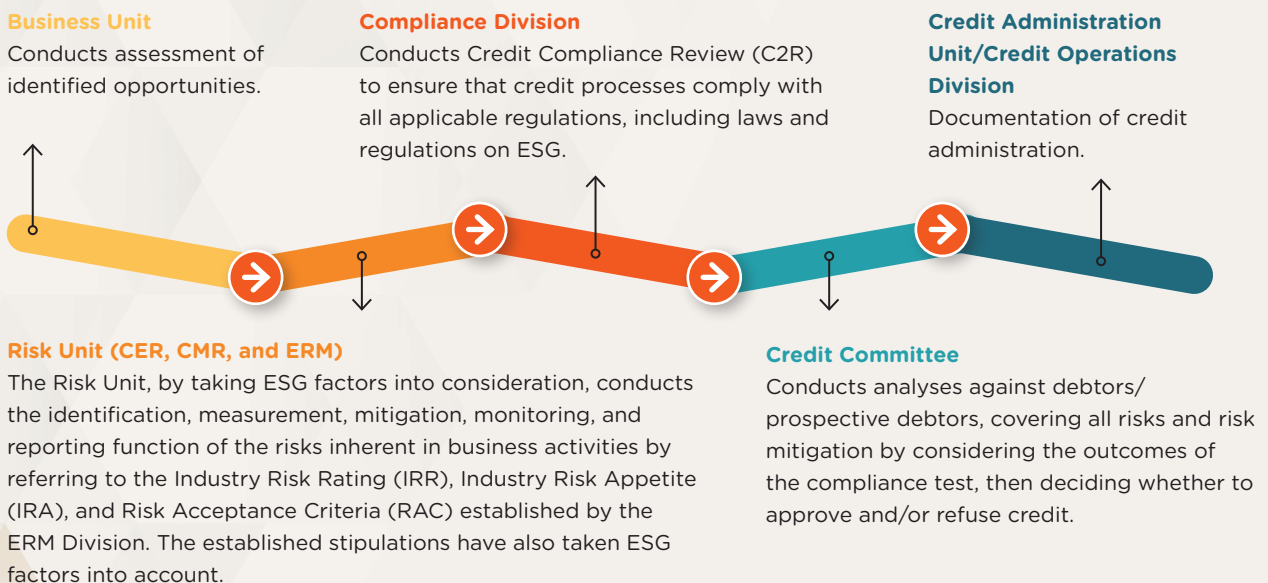 Business Unit
Conducts assessment of
identified opportunities.
Compliance Division
Conducts Credit Compliance Review (C2R)
to ensure that credit processes comply with
all applicable regulations, including laws and
regulations on ESG.
Credit Administration
Unit/Credit Operations
Division
Documentation of credit
administration.
Risk Unit (CER, CMR, and ERM)
The Risk Unit, by taking ESG factors into consideration, conducts
the identification, measurement, mitigation, monitoring, and
reporting function of the risks inherent in business activities by
referring to the Industry Risk Rating (IRR), Industry Risk Appetite
(IRA), and Risk Acceptance Criteria (RAC) established by the
ERM Division. The established stipulations have also taken ESG
factors into account.
Credit Committee
Conducts analyses against debtors/
prospective debtors, covering all risks and risk
mitigation by considering the outcomes of
the compliance test, then deciding whether to
approve and/or refuse credit.